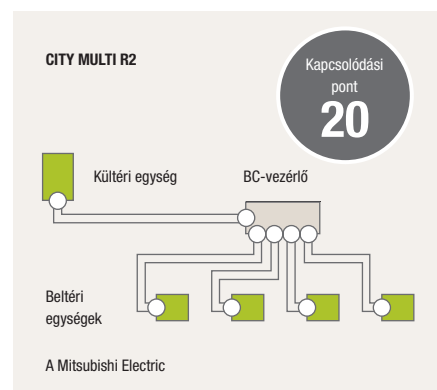 CITY MULTI R2
Kapcsolódási
pont
20
Kültéri egység
BC-vezérlő
Beltéri
egységek
A Mitsubishi Electric